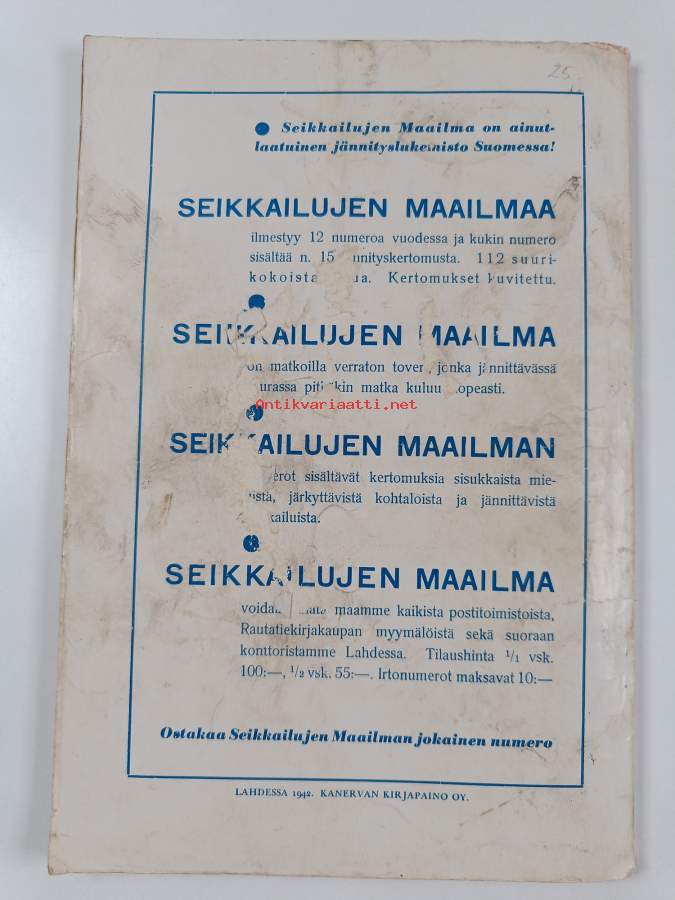 25
● Seikkailujen Maailma on ainut-
laatuinen jännityslukemisto Suomessa!
SEIKKAILUJEN MAAILMAA
ilmestyy 12 numeroa vuodessa ja kukin numero
sisältää n. 15 nnityskertomusta. 112 suuri-
kokoista a. Kertomukset kuvitettu.
SEIKKAILUJEN MAAILMA
on matkoilla verraton toveri, jonka jännittävässä
urassa pitkäkin matka kuluu opeasti.
Antikvariaatti.net
SEIKKAILUJEN MAAILMAN
erot sisältävät kertomuksia sisukkaista mie-
istä, järkyttävistä kohtaloista ja jännittävistä
kailuista.
SEIKKAILUJEN MAAILMA
voidaan maamme kaikista postitoimistoista,
Rautatiekirjakaupan myymälöistä sekä suoraan
konttoristamme Lahdessa. Tilaushinta 1/1 vsk.
100:—, 1/2 vsk. 55:—. Irtonumerot maksavat 10:—
Ostakaa Seikkailujen Maailman jokainen numero
LAHDESSA 1942. KANERVAN KIRJAPAINO OY.